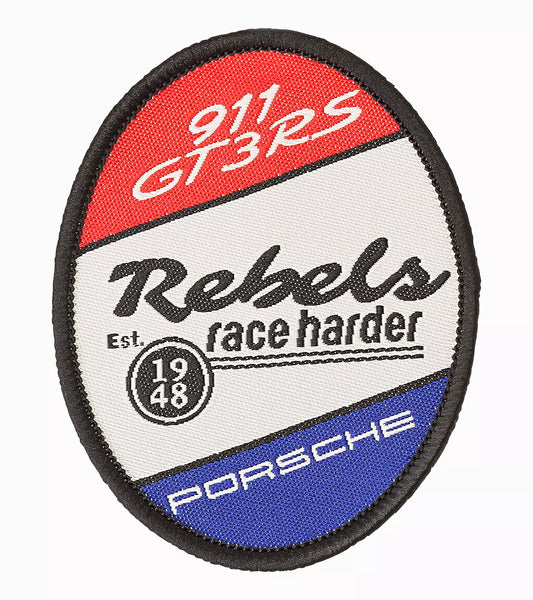 911
GT3RS
Rebels
race harder
Est.
19
48
PORSCHE